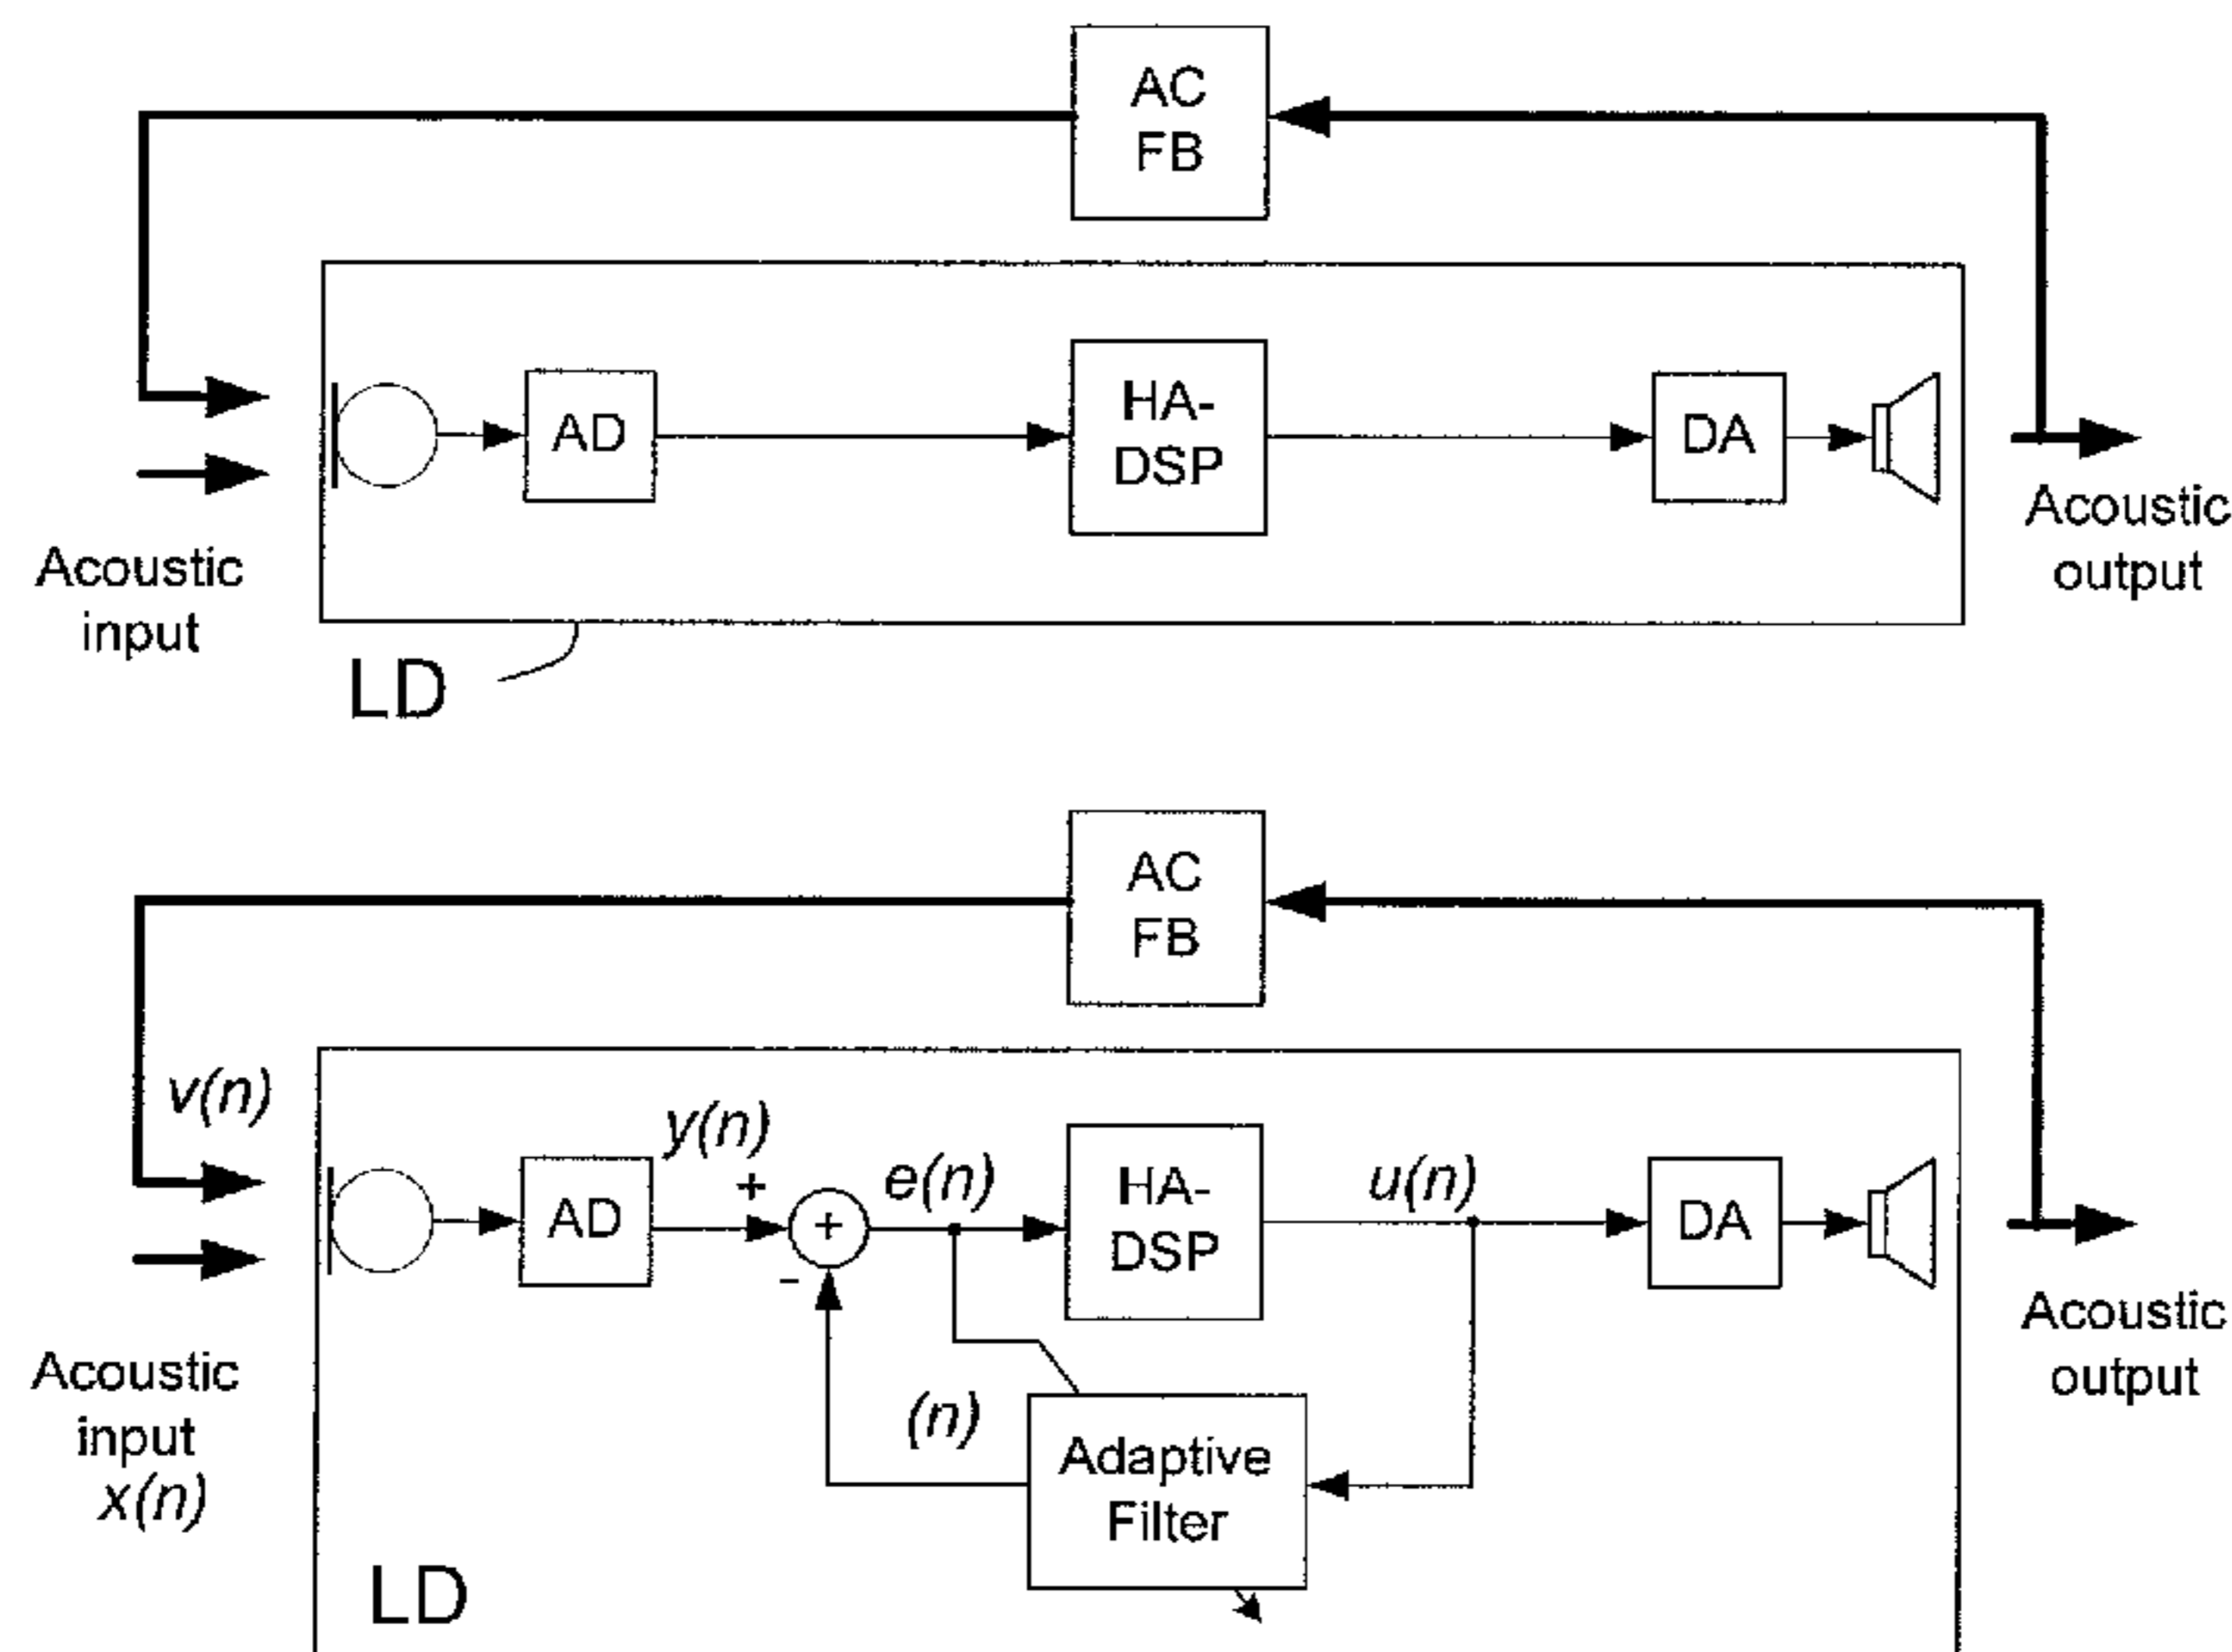 AC
FB
AD
HA-
DSP
DA
Acoustic
input
Acoustic
output
LD
AC
FB
v(n)
y(n)
+
e(n)
u(n)
AD
+
HA-
DSP
DA
-
Acoustic
input
x(n)
(n)
Adaptive
Filter
Acoustic
output
LD